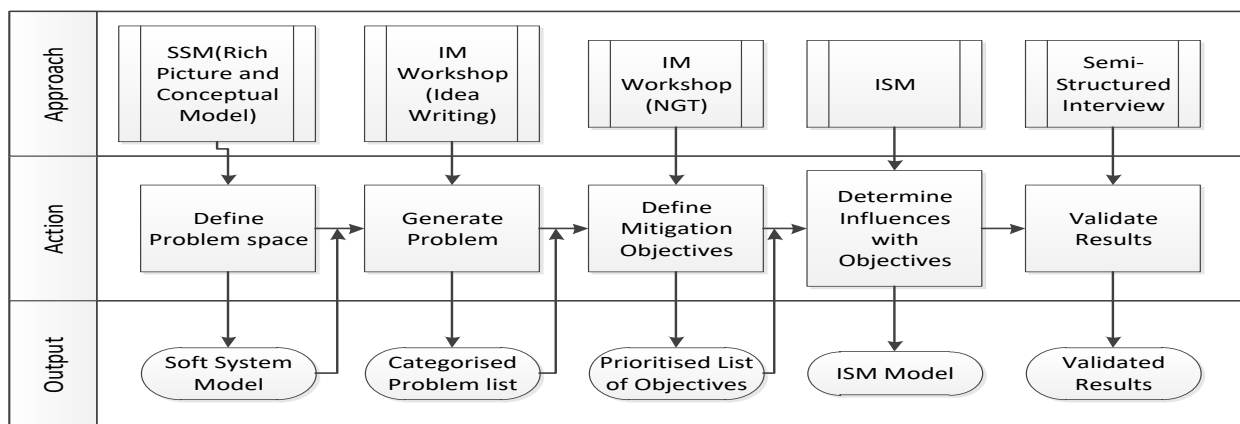 Approach
SSM(Rich
Picture and
Conceptual
Model)
IM
Workshop
(Idea
Writing)
IM
Workshop
(NGT)
ISM
Semi-
Structured
Interview
Action
Define
Problem space
Generate
Problem
Define
Mitigation
Objectives
Determine
Influences
with
Objectives
Validate
Results
Output
Soft System
Model
Categorised
Problem list
Prioritised List
of Objectives
ISM Model
Validated
Results